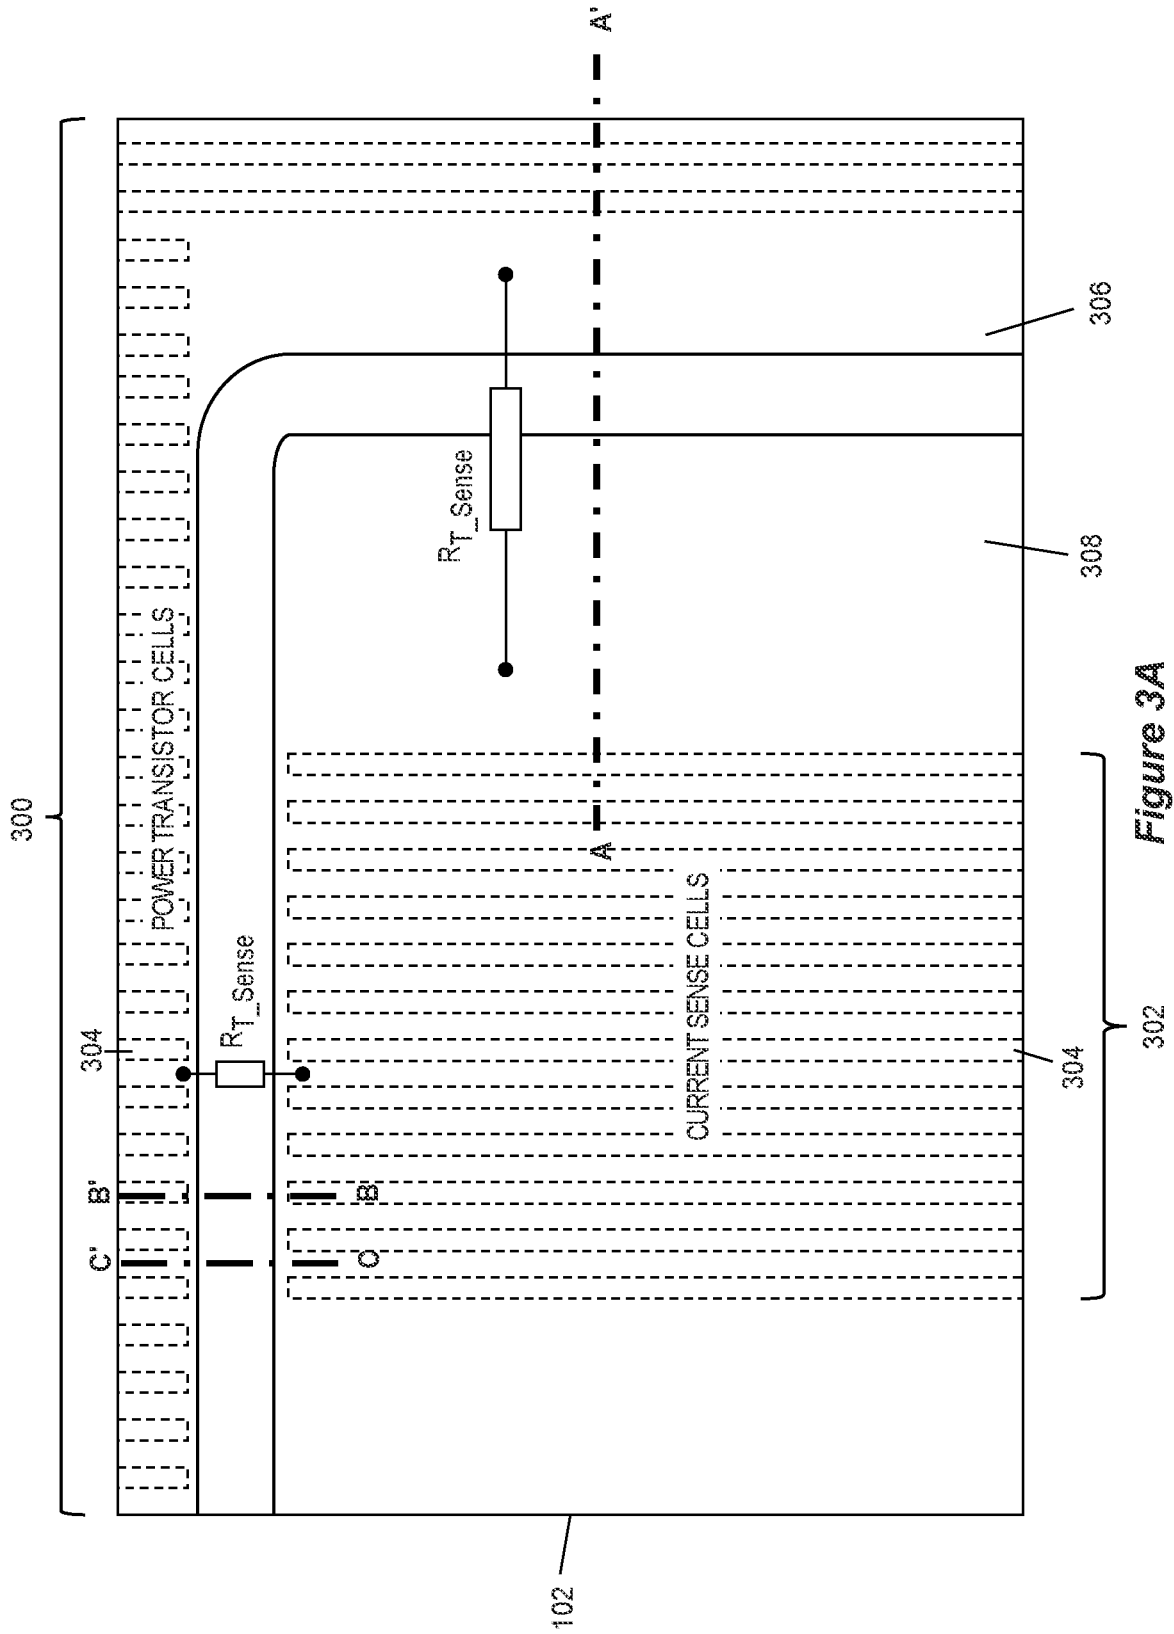 300
POWER TRANSISTOR CELLS
304
C'
B'
RT_Sense
C
B
A
A'
RT_Sense
CURRENT SENSE CELLS
102
304
302
308
306
Figure 3A